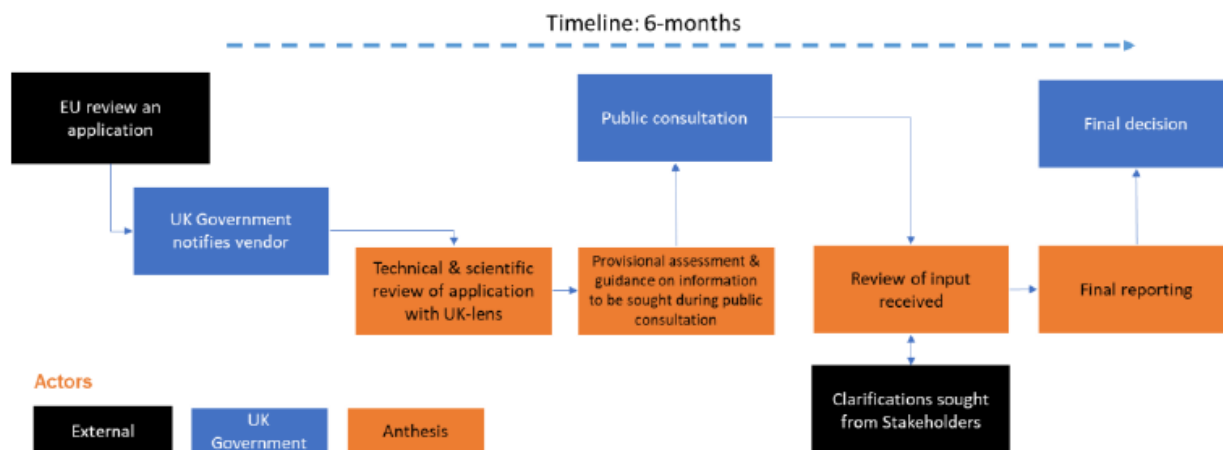 Timeline: 6-months
EU review an
application
Public consultation
Final decision
UK Government
notifies vendor
Technical & scientific
review of application
with UK-lens
Provisional assessment &
guidance on information
to be sought during public
consultation
Review of input
received
Final reporting
Clarifications sought
from Stakeholders
Actors
External
UK
Government
Anthesis